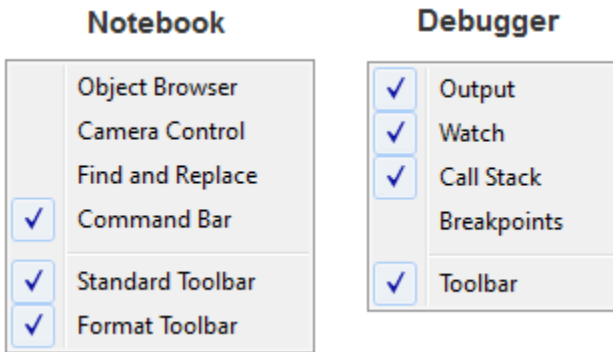 Notebook
Object Browser
Camera Control
Find and Replace
Command Bar
Standard Toolbar
Format Toolbar
Debugger
Output
Watch
Call Stack
Breakpoints
Toolbar